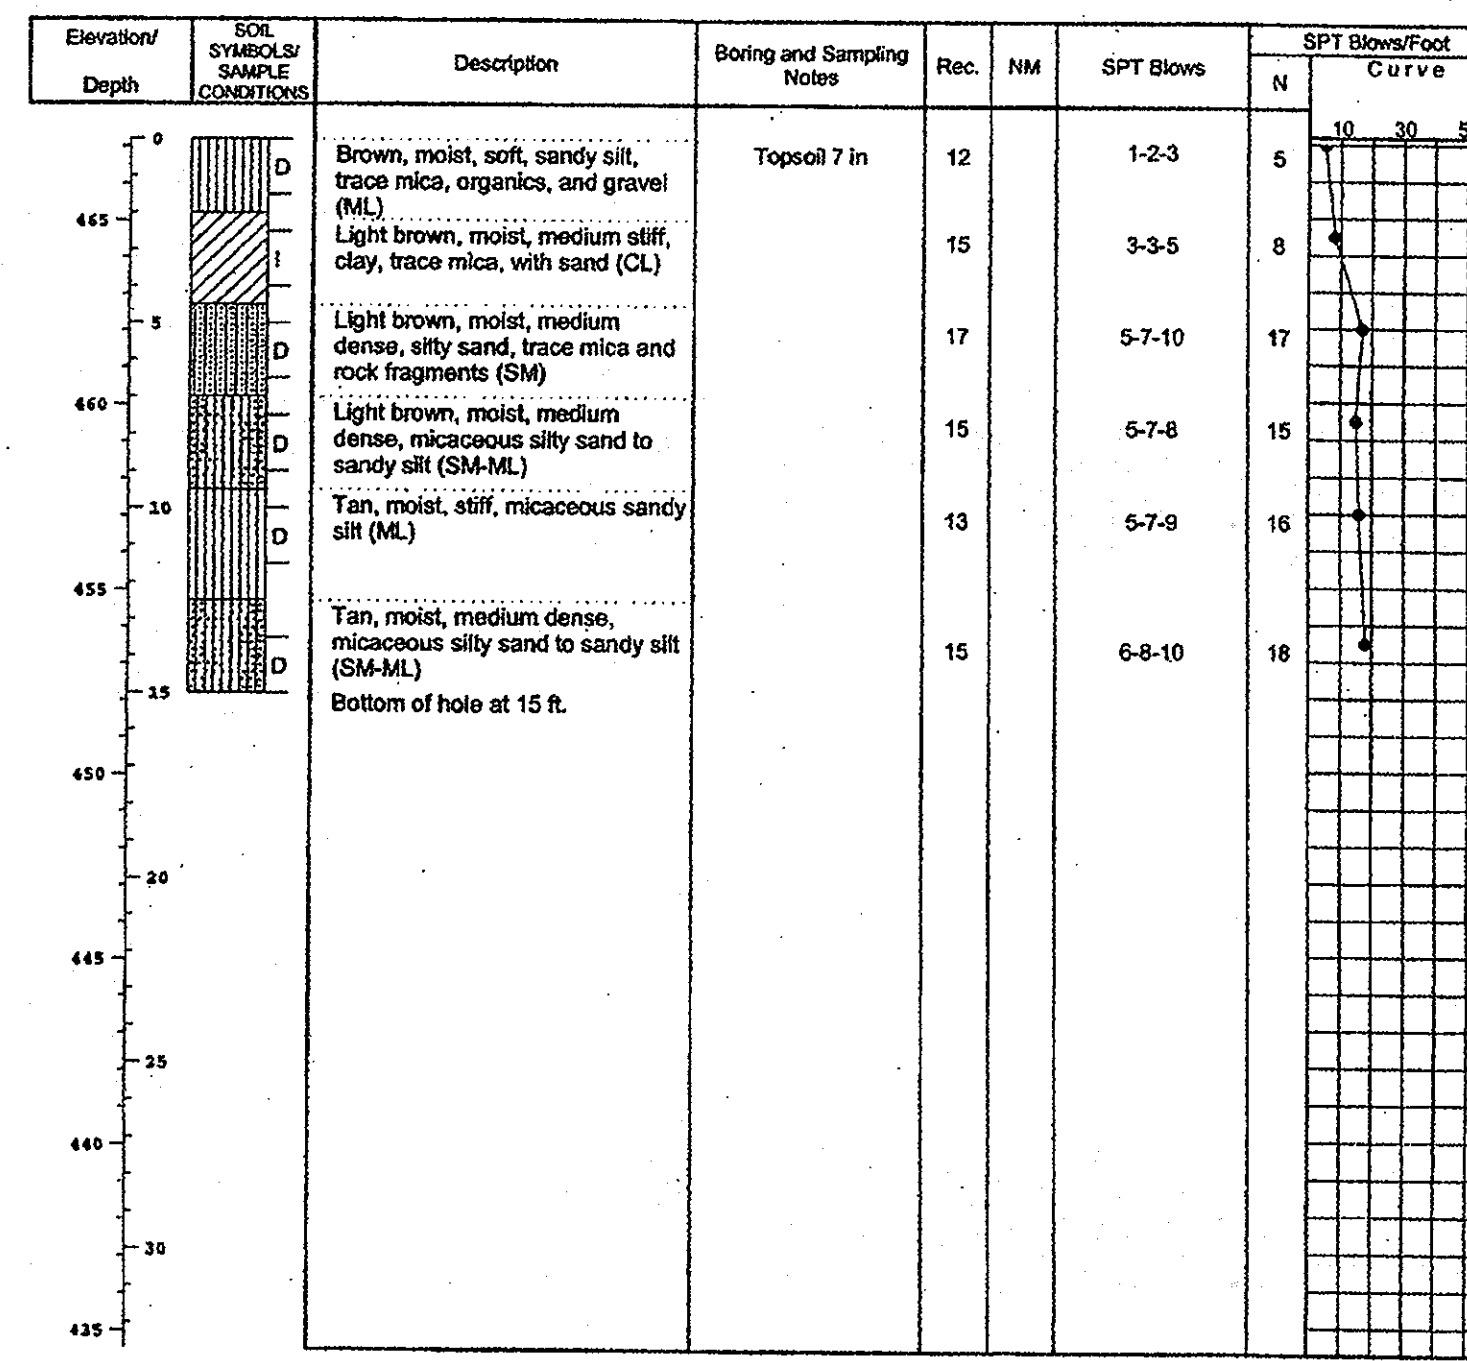 Elevation/
Depth
SOIL
SYMBOLS/
SAMPLE
CONDITIONS
Description
Boring and Sampling
Notes
Rec.
NM
SPT Blows
SPT Blows/Foot
Curve
N
10 30 5
0
D
Brown, moist, soft, sandy silt,
trace mica, organics, and gravel
(ML)
Topsoil 7 in
12
1-2-3
5
465
Light brown, moist, medium stiff,
clay, trace mica, with sand (CL)
I
15
3-3-5
8
5
Light brown, moist, medium
dense, silty sand, trace mica and
rock fragments (SM)
D
17
5-7-10
17
460
Light brown, moist, medium
dense, micaceous silty sand to
sandy silt (SM-ML)
D
15
5-7-8
15
10
Tan, moist, stiff, micaceous sandy
silt (ML)
D
13
5-7-9
16
455
Tan, moist, medium dense,
micaceous silty sand to sandy silt
(SM-ML)
D
15
6-8-10
18
15
Bottom of hole at 15 ft.
450
20
445
25
440
30
435